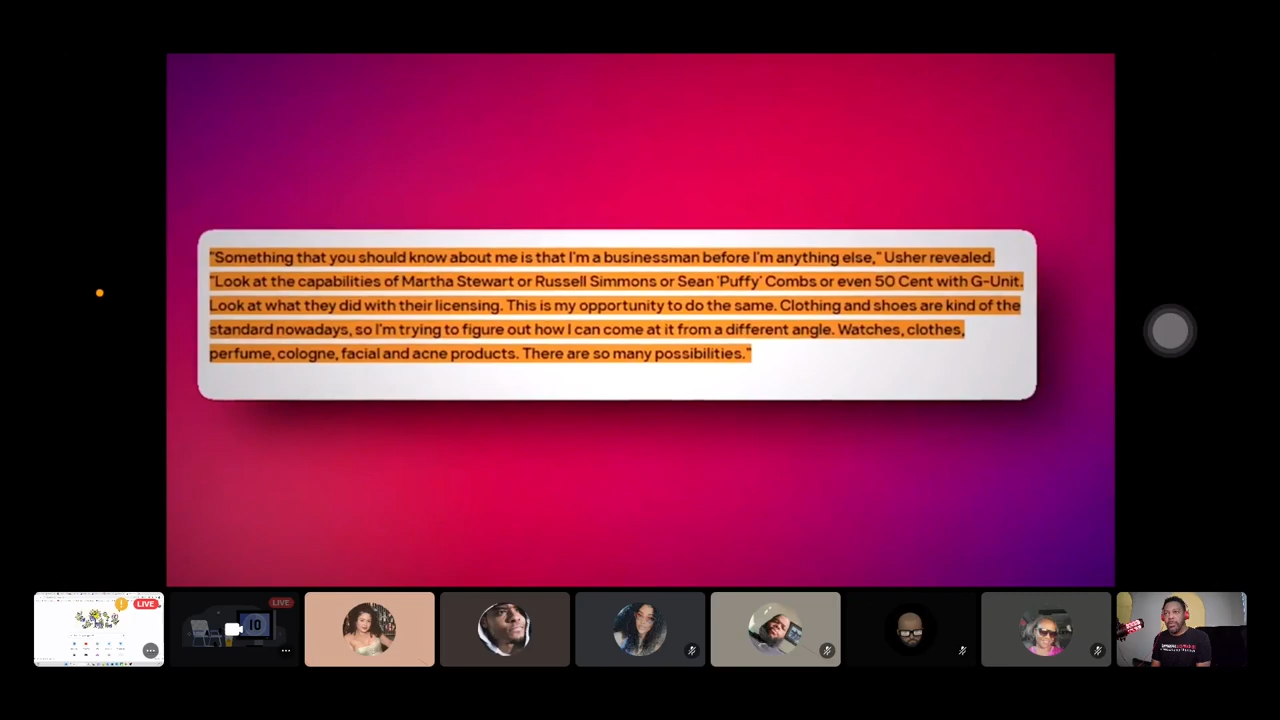 "Something that you should know about me is that I'm a businessman before I'm anything else," Usher revealed.
"Look at the capabilities of Martha Stewart or Russell Simmons or Sean 'Puffy' Combs or even 50 Cent with G-Unit.
Look at what they did with their licensing. This is my opportunity to do the same. Clothing and shoes are kind of the
standard nowadays, so I'm trying to figure out how I can come at it from a different angle. Watches, clothes,
perfume, cologne, facial and acne products. There are so many possibilities."
LIVE
LIVE
10